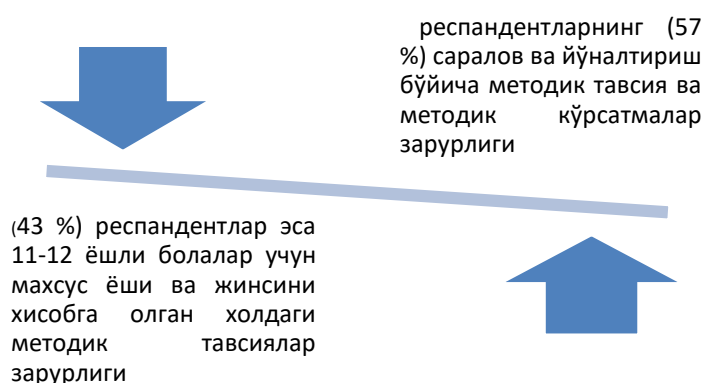 респандентларнинг (57
%) саралов ва йўналтириш
бўйича методик тавсия ва
методик кўрсатмалар
зарурлиги
(43 %) респандентлар эса
11-12 ёшли болалар учун
махсус ёши ва жинсини
хисобга олган холдаги
методик тавсиялар
зарурлиги